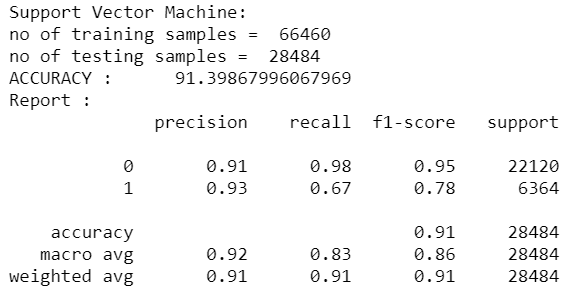 Support Vector Machine:
no of training samples =  66460
no of testing samples =  28484
ACCURACY :      91.39867996067969
Report :
              precision    recall  f1-score   support

           0       0.91      0.98      0.95     22120
           1       0.93      0.67      0.78      6364

    accuracy                           0.91     28484
   macro avg       0.92      0.83      0.86     28484
weighted avg       0.91      0.91      0.91     28484